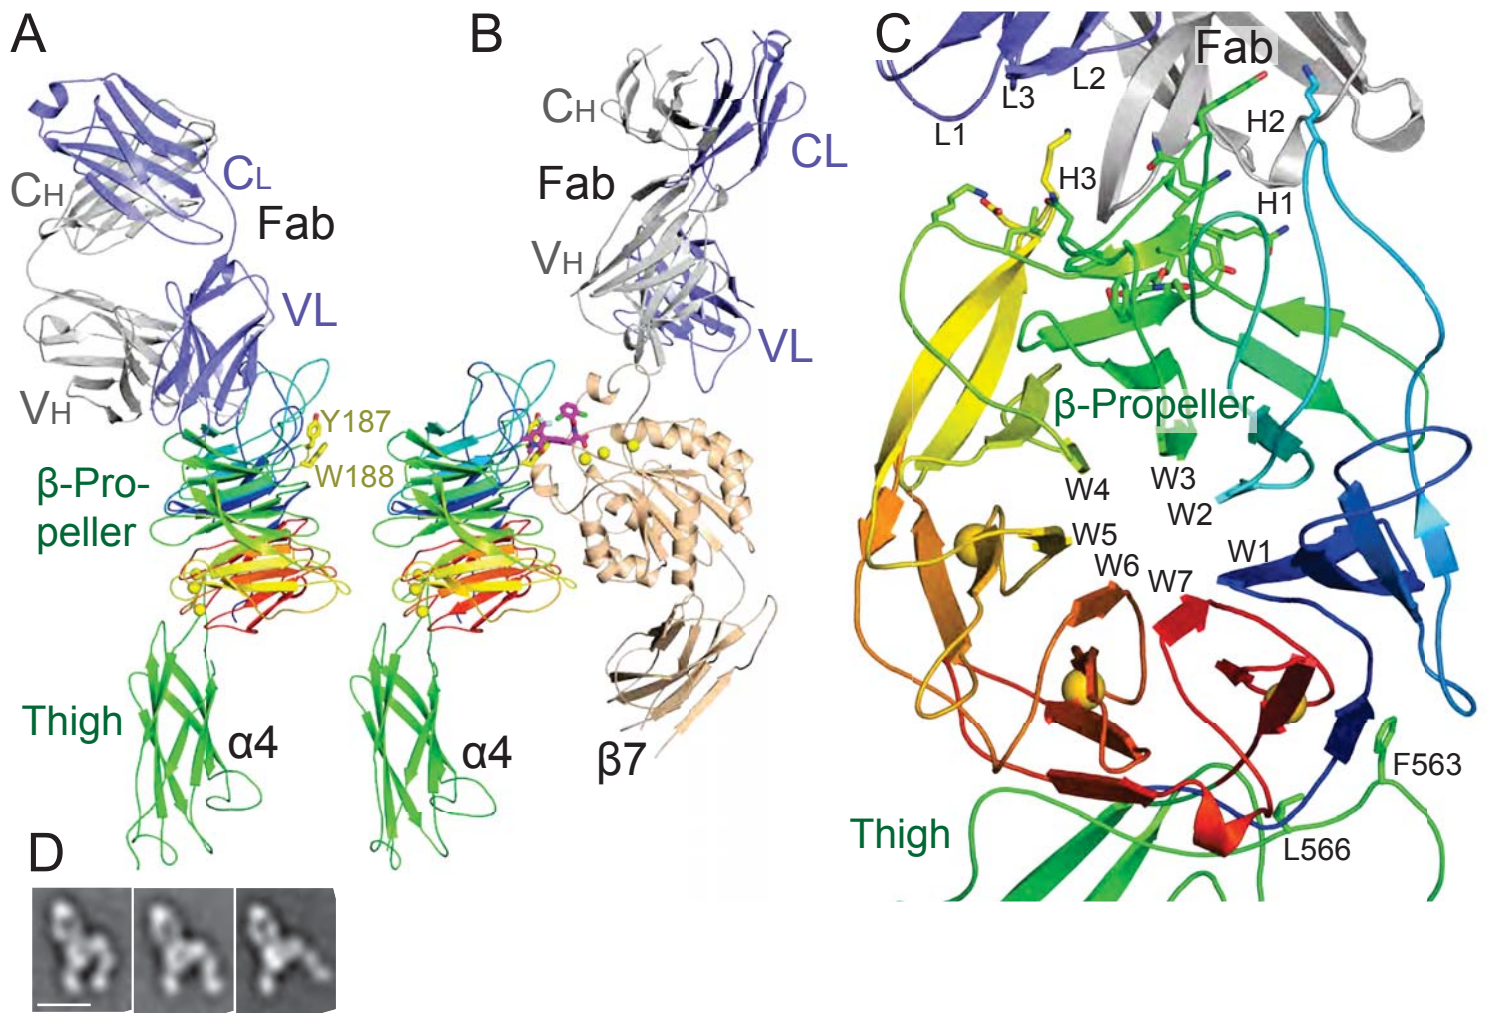 A
CH
CL
Fab
VL
VH
Y187
W188
β-Pro-
peller
Thigh
α4
B
CH
CL
Fab
VH
VL
α4
β7
C
Fab
L1
L3
L2
H3
H2
H1
β-Propeller
W4
W3
W2
W5
W6
W7
W1
F563
Thigh
L566
D